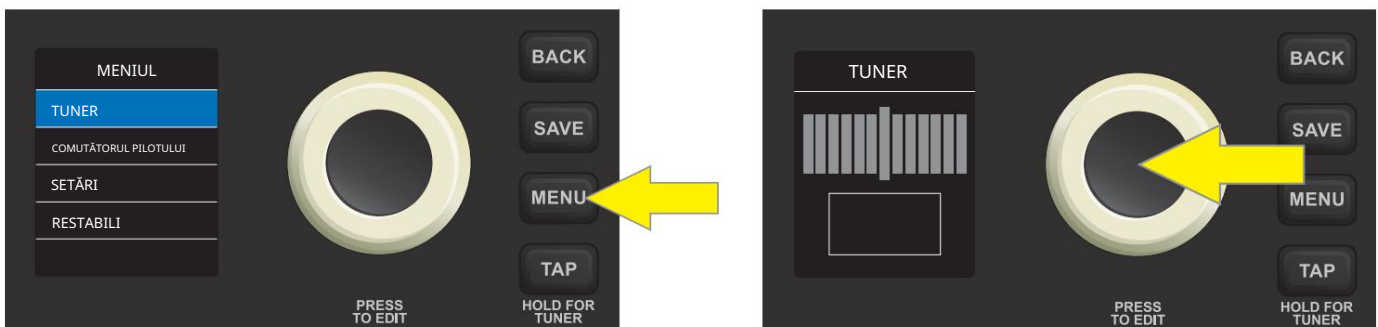 MENIUL
TUNER
COMUTĂTORUL PILOTULUI
SETĂRI
RESTABILI
BACK
SAVE
MENU
TAP
PRESS
TO EDIT
HOLD FOR
TUNER
TUNER
BACK
SAVE
MENU
TAP
PRESS
TO EDIT
HOLD FOR
TUNER